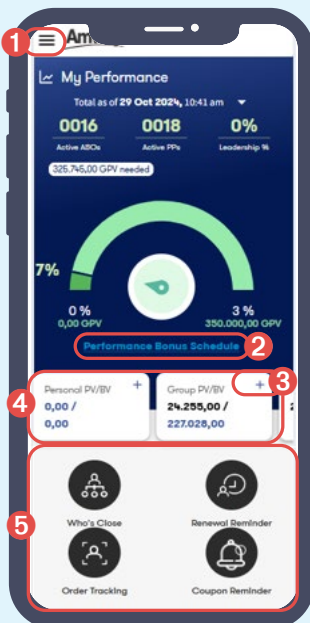 1
Am
My Performance
Total as of 29 Oct 2024, 10:41 am
0016 0018 0%
Active ABOs Active PPs Leadership %
325.745,00 GPV needed
7%
0 % 3 %
0,00 GPV 350.000,00 GPV
Performance Bonus Schedule 2
3
4
Personal PV/BV + Group PV/BV +
0,00 / 24.255,00 / 2
0,00 227.028,00
5
Who's Close Renewal Reminder
Order Tracking Coupon Reminder